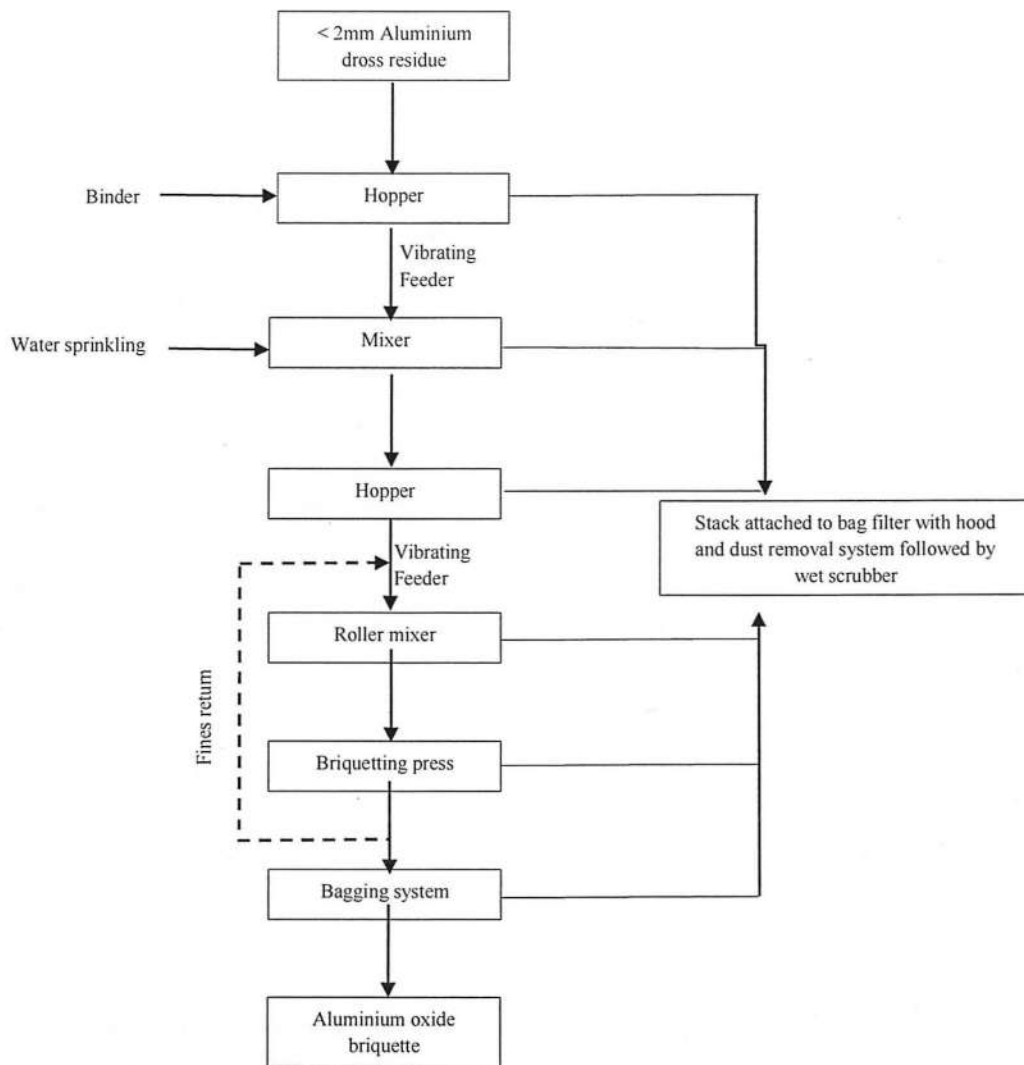 < 2mm Aluminium
dross residue
Binder
Hopper
Vibrating
Feeder
Water sprinkling
Mixer
Hopper
Stack attached to bag filter with hood
and dust removal system followed by
wet scrubber
Vibrating
Feeder
Roller mixer
Fines return
Briquetting press
Bagging system
Aluminium oxide
briquette